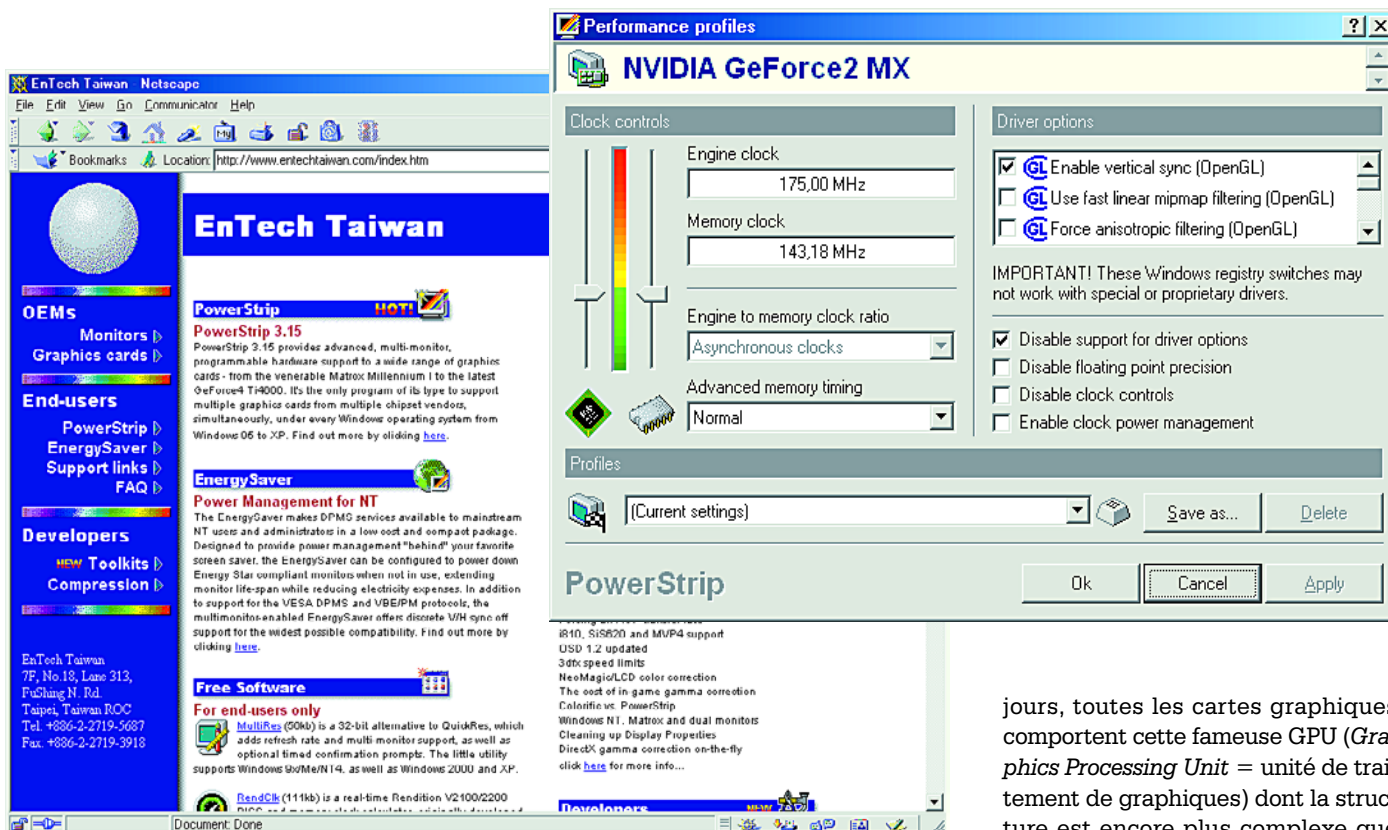 EnTech Taiwan - Netscape
File Edit View Go Communicator Help
My
Bookmarks Location: http://www.entechtaiwan.com/index.htm
OEMs
Monitors
Graphics cards
End-users
PowerStrip
EnergySaver
Support links
FAQ
Developers
NEW Toolkits
Compression
EnTech Taiwan
7F, No.18, Lane 313,
FuShing N. Rd.
Taipei, Taiwan ROC
Tel. +886-2-2719-5687
Fax. +886-2-2719-3918
EnTech Taiwan
PowerStrip HOT!
PowerStrip 3.15
PowerStrip 3.15 provides advanced, multi-monitor,
programmable hardware support to a wide range of graphics
cards - from the venerable Matrox Millennium I to the latest
GeForce4 Ti4000. It's the only program of its type to support
multiple graphics cards from multiple chipset vendors,
simultaneously, under every Windows operating system from
Windows 95 to XP. Find out more by clicking here.
EnergySaver
Power Management for NT
The EnergySaver makes DPMS services available to mainstream
NT users and administrators in a low cost and compact package.
Designed to provide power management "behind" your favorite
screen saver, the EnergySaver can be configured to power down
Energy Star compliant monitors when not in use, extending
monitor life-span while reducing electricity expenses. In addition
to support for the VESA DPMS and VBE/PM protocols, the
multimonitor-enabled EnergySaver offers discrete V/H sync off
support for the widest possible compatibility. Find out more by
clicking here.
Free Software
For end-users only
MultiRes (50kb) is a 32-bit alternative to QuickRes, which
adds refresh rate and multi-monitor support, as well as
optional timed confirmation prompts. The little utility
supports Windows 9x/Me/NT4, as well as Windows 2000 and XP.
RendClk (111kb) is a real-time Rendition V2100/2200
i810, SiS620 and MVP4 support
OSD 1.2 updated
3dfx speed limits
NeoMagic/LCD color correction
The cost of in-game gamma correction
Colorific vs. PowerStrip
Windows NT, Matrox and dual monitors
Cleaning up Display Properties
DirectX gamma correction on-the-fly
click here for more info...
Developers NEW
Document: Done
Performance profiles
NVIDIA GeForce2 MX
Clock controls
Engine clock
175,00 MHz
Memory clock
143,18 MHz
Engine to memory clock ratio
Asynchronous clocks
Advanced memory timing
Normal
Driver options
GL Enable vertical sync (OpenGL)
GL Use fast linear mipmap filtering (OpenGL)
GL Force anisotropic filtering (OpenGL)
IMPORTANT! These Windows registry switches may
not work with special or proprietary drivers.
Disable support for driver options
Disable floating point precision
Disable clock controls
Enable clock power management
Profiles
(Current settings)
Save as...
Delete
PowerStrip
Ok
Cancel
Apply
jours, toutes les cartes graphiques
comportent cette fameuse GPU (Gra-
phics Processing Unit = unité de trai-
tement de graphiques) dont la struc-
ture est encore plus complexe que